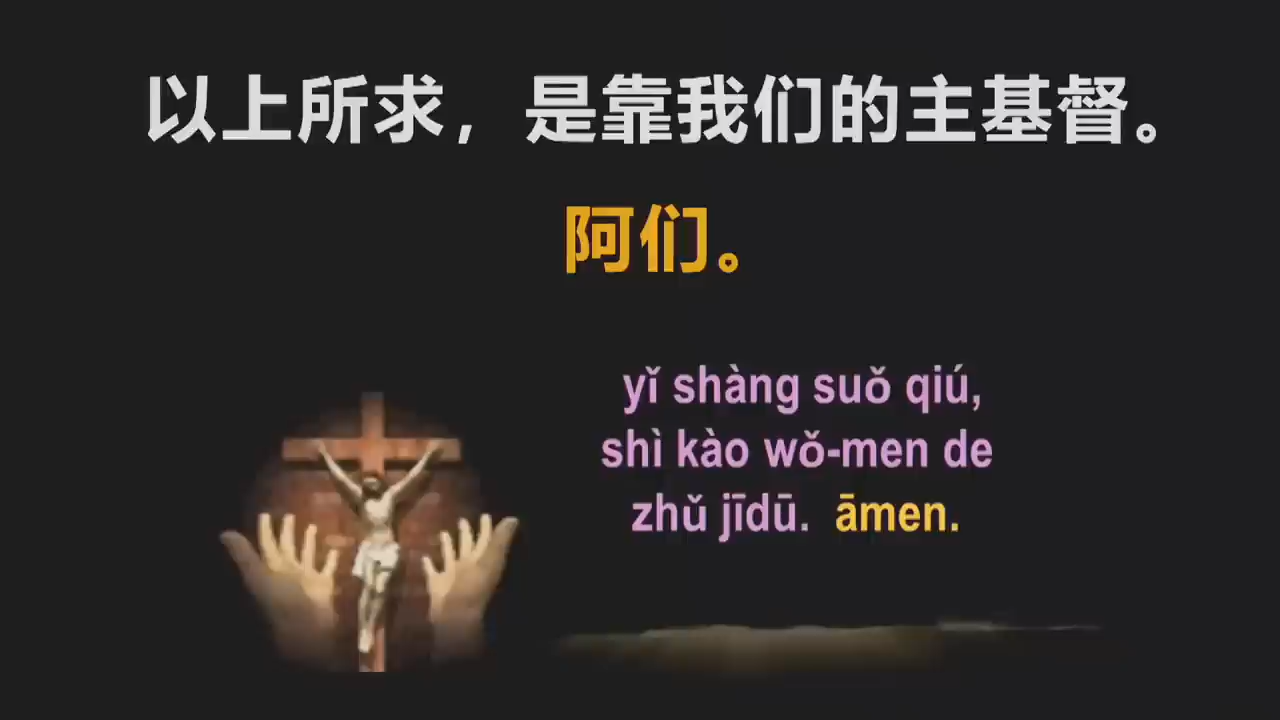 以上所求，是靠我们的主基督。
阿们。
yǐ shàng suǒ qiú,
shì kào wǒ-men de
zhǔ jīdū. āmen.